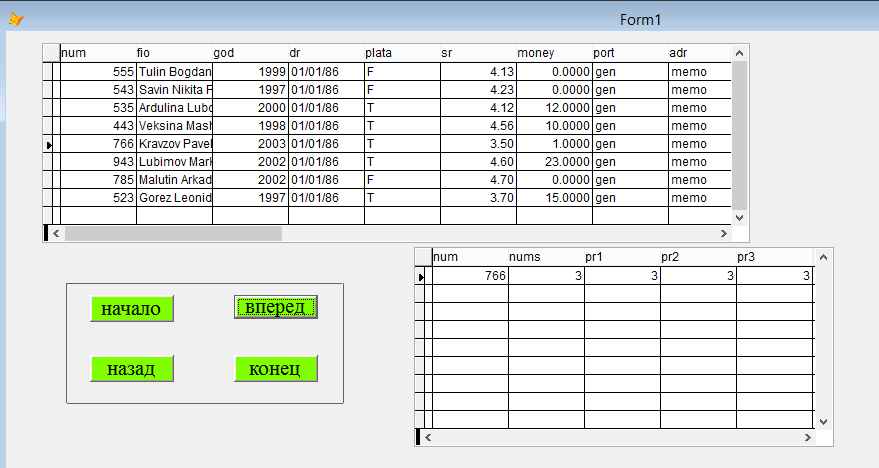 Form1
num fio god dr plata sr money port adr
555 Tulin Bogdan 1999 01/01/86 F 4.13 0.0000 gen memo
543 Savin Nikita P 1997 01/01/86 F 4.23 0.0000 gen memo
535 Ardulina Lubo 2000 01/01/86 T 4.12 12.0000 gen memo
443 Veksina Mash 1998 01/01/86 T 4.56 10.0000 gen memo
766 Kravzov Pavel 2003 01/01/86 T 3.50 1.0000 gen memo
943 Lubimov Mark 2002 01/01/86 T 4.60 23.0000 gen memo
785 Malutin Arkad 2002 01/01/86 F 4.70 0.0000 gen memo
523 Gorez Leonid 1997 01/01/86 T 3.70 15.0000 gen memo
num nums pr1 pr2 pr3
766 3 3 3 3
начало вперед
назад конец